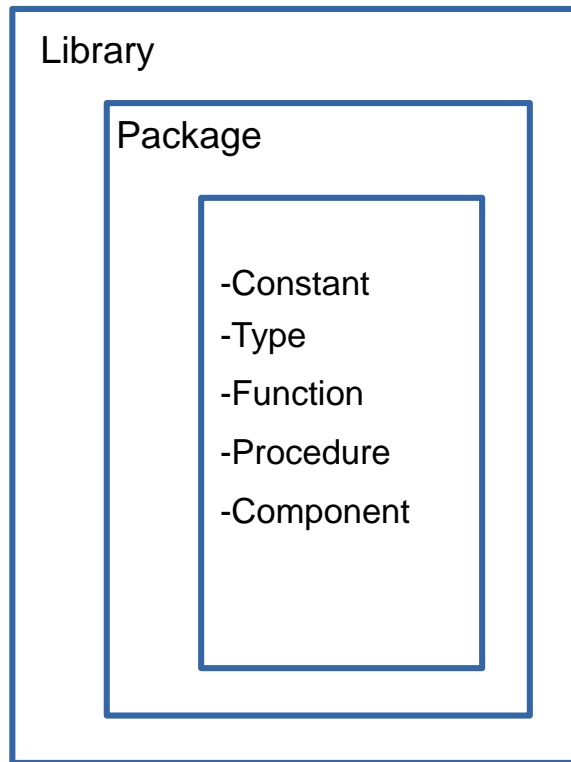 Library
Package
-Constant
-Type
-Function
-Procedure
-Component